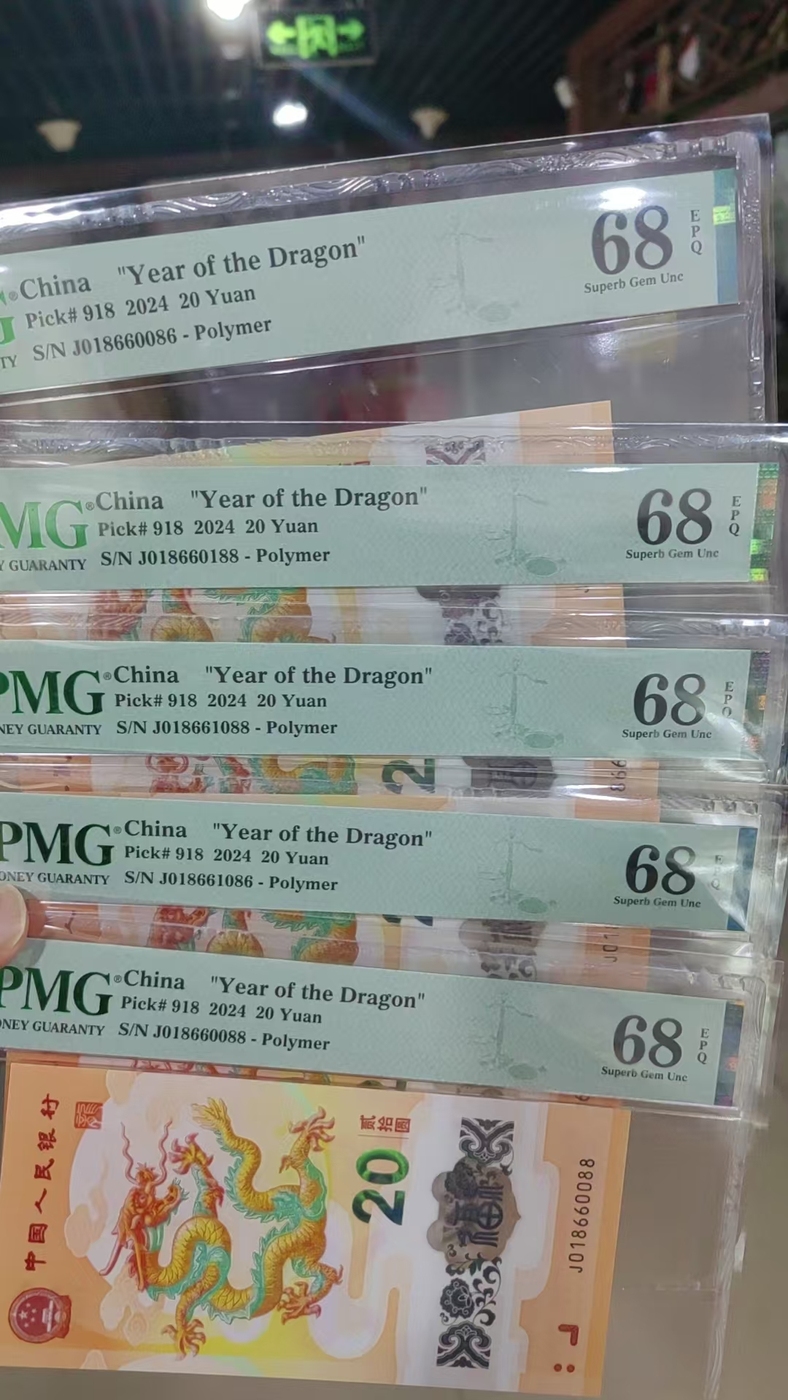 China "Year of the Dragon"
Pick# 918 2024 20 Yuan
TY S/N J018660086 - Polymer
68 EPQ
Superb Gem Unc
MG® China "Year of the Dragon"
Pick# 918 2024 20 Yuan
Y GUARANTY S/N J018660188 - Polymer
68 EPQ
Superb Gem Unc
PMG® China "Year of the Dragon"
Pick# 918 2024 20 Yuan
NEY GUARANTY S/N J018661088 - Polymer
68 EPQ
Superb Gem Unc
PMG® China "Year of the Dragon"
Pick# 918 2024 20 Yuan
ONEY GUARANTY S/N J018661086 - Polymer
68 EPQ
Superb Gem Unc
PMG® China "Year of the Dragon"
Pick# 918 2024 20 Yuan
NEY GUARANTY S/N J018660088 - Polymer
68 EPQ
Superb Gem Unc
中国人民银行
贰拾圆
20
福
J018660088